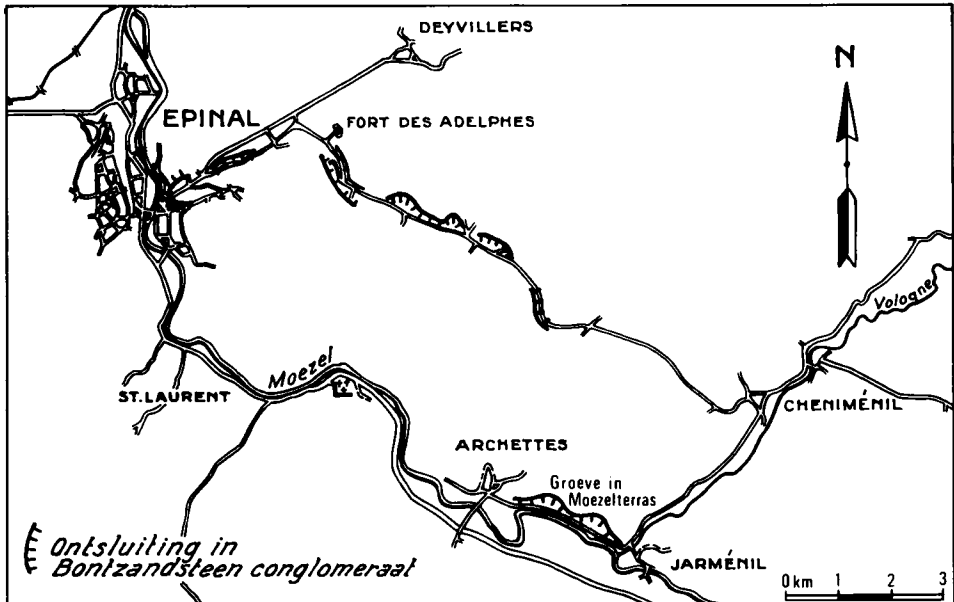 DEYVILLERS
N
EPINAL
FORT DES ADELPHES
Vologne
Moezel
ST. LAURENT
CHENIMÉNIL
ARCHETTES
Groeve in
Moezelterras
Ontsluiting in
Bontzandsteen conglomeraat
JARMÉNIL
0 km 1 2 3